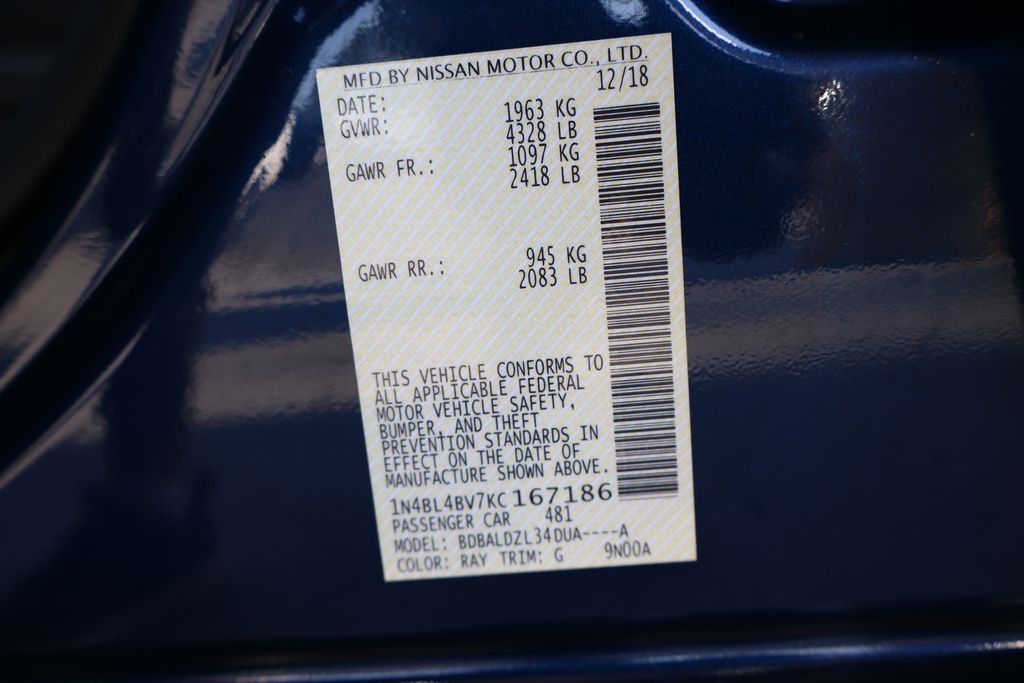 MFD BY NISSAN MOTOR CO., LTD.
DATE: 12/18
GVWR: 1963 KG
4328 LB
GAWR FR.: 1097 KG
2418 LB
GAWR RR.: 945 KG
2083 LB
THIS VEHICLE CONFORMS TO
ALL APPLICABLE FEDERAL
MOTOR VEHICLE SAFETY,
BUMPER, AND THEFT
PREVENTION STANDARDS IN
EFFECT ON THE DATE OF
MANUFACTURE SHOWN ABOVE.
1N4BL4BV7KC167186
PASSENGER CAR 481
MODEL: BDBALDZL34DUA----A
COLOR: RAY TRIM: G 9N00A